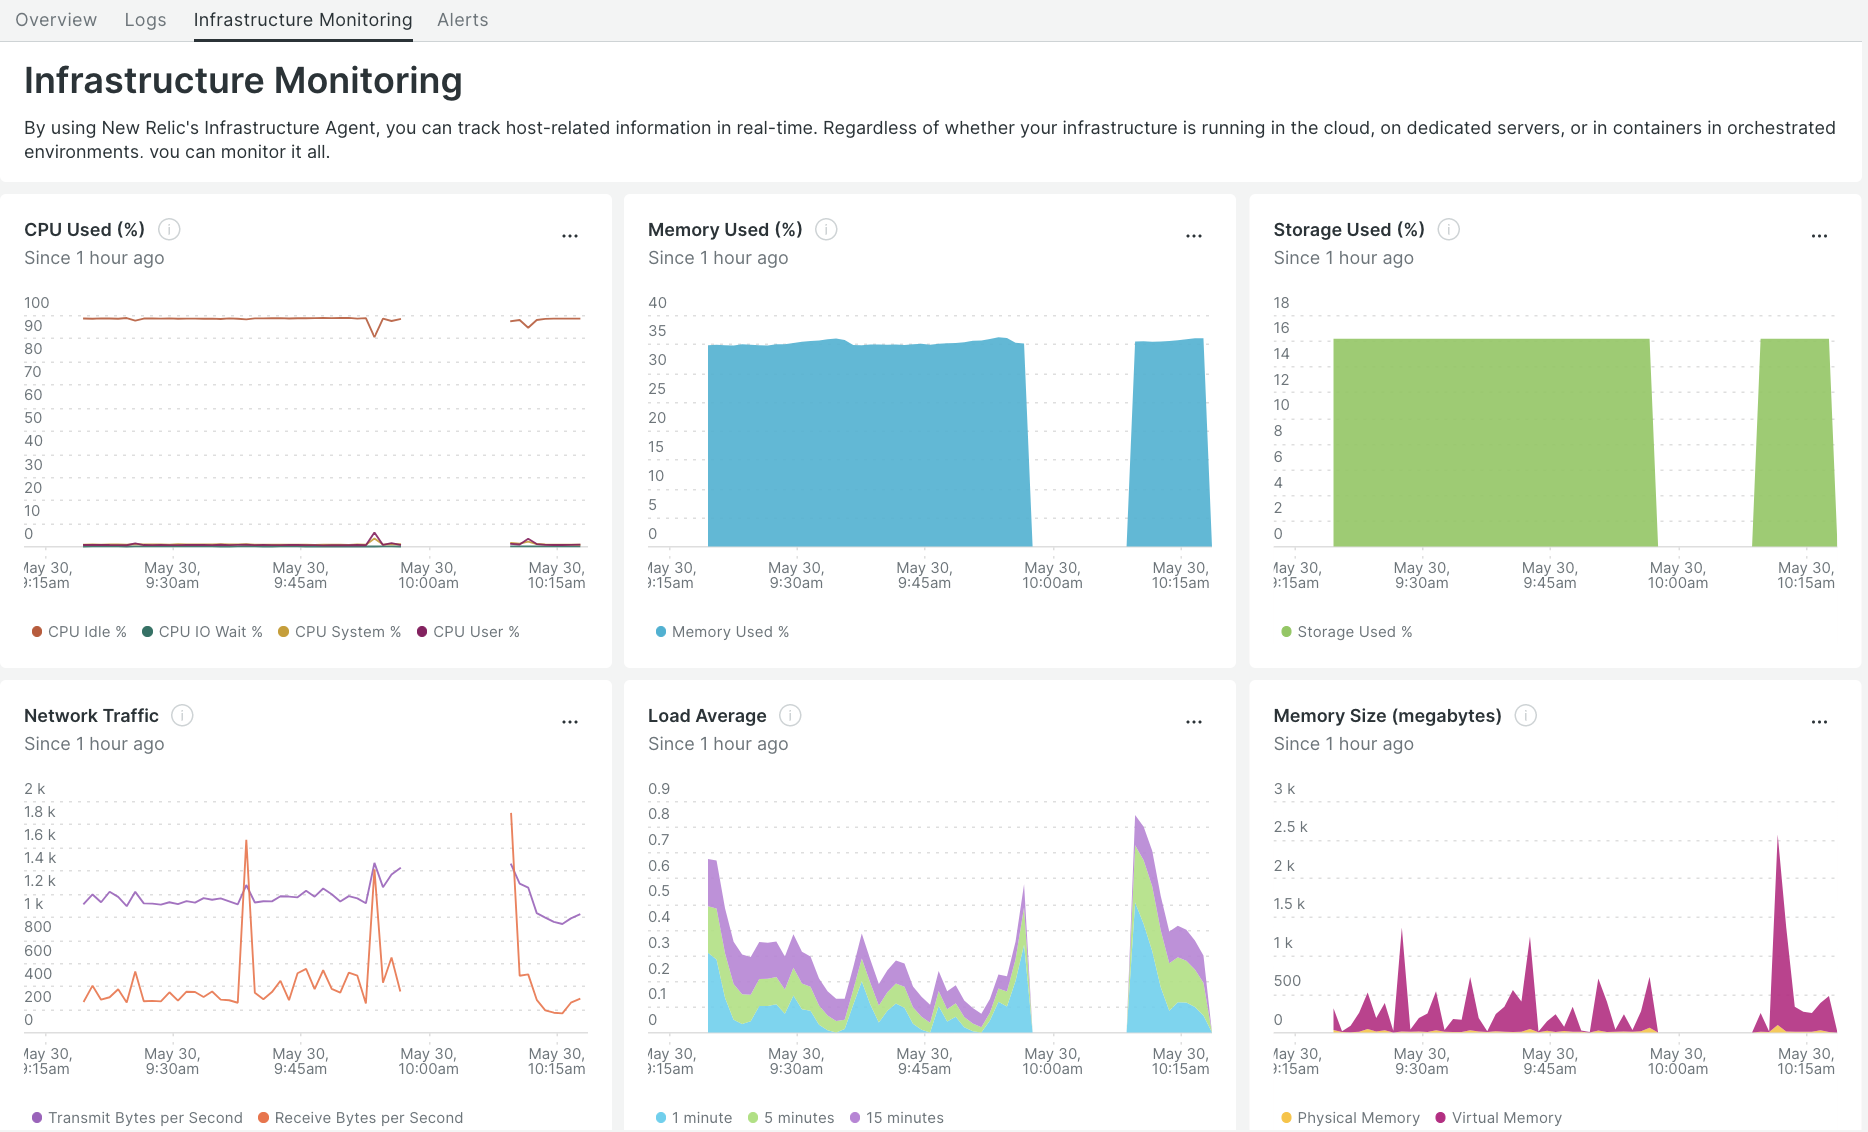 Overview Logs Infrastructure Monitoring Alerts
Infrastructure Monitoring
By using New Relic's Infrastructure Agent, you can track host-related information in real-time. Regardless of whether your infrastructure is running in the cloud, on dedicated servers, or in containers in orchestrated
environments. you can monitor it all.
CPU Used (%)
Since 1 hour ago
100
90
80
70
60
50
40
30
20
10
0
May 30, May 30, May 30, May 30, May 30,
9:15am 9:30am 9:45am 10:00am 10:15am
CPU Idle % CPU IO Wait % CPU System % CPU User %
Memory Used (%)
Since 1 hour ago
40
35
30
25
20
15
10
5
0
May 30, May 30, May 30, May 30, May 30,
9:15am 9:30am 9:45am 10:00am 10:15am
Memory Used %
Storage Used (%)
Since 1 hour ago
18
16
14
12
10
8
6
4
2
0
May 30, May 30, May 30, May 30, May 30,
9:15am 9:30am 9:45am 10:00am 10:15am
Storage Used %
Network Traffic
Since 1 hour ago
2 k
1.8 k
1.6 k
1.4 k
1.2 k
1 k
800
600
400
200
0
May 30, May 30, May 30, May 30, May 30,
9:15am 9:30am 9:45am 10:00am 10:15am
Transmit Bytes per Second Receive Bytes per Second
Load Average
Since 1 hour ago
0.9
0.8
0.7
0.6
0.5
0.4
0.3
0.2
0.1
0
May 30, May 30, May 30, May 30, May 30,
9:15am 9:30am 9:45am 10:00am 10:15am
1 minute 5 minutes 15 minutes
Memory Size (megabytes)
Since 1 hour ago
3 k
2.5 k
2 k
1.5 k
1 k
500
0
May 30, May 30, May 30, May 30, May 30,
9:15am 9:30am 9:45am 10:00am 10:15am
Physical Memory Virtual Memory